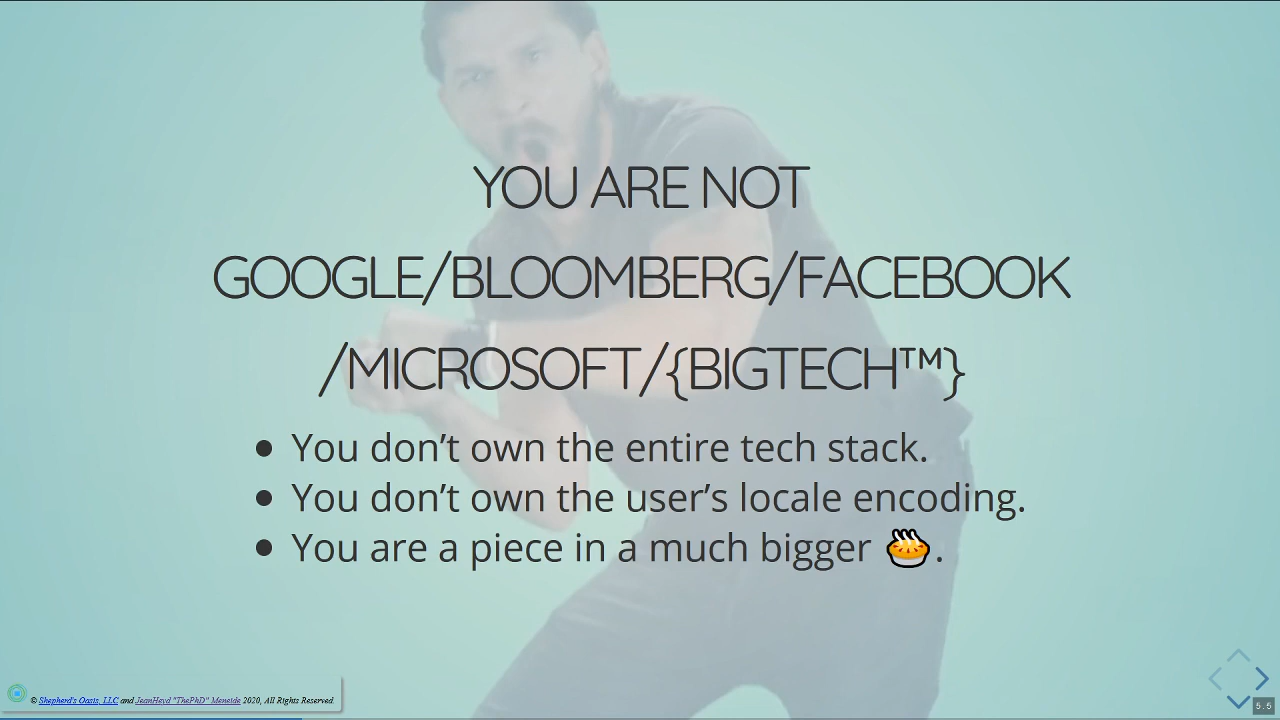 YOU ARE NOT
GOOGLE/BLOOMBERG/FACEBOOK
/MICROSOFT/{BIGTECH™}
• You don’t own the entire tech stack.
• You don’t own the user’s locale encoding.
• You are a piece in a much bigger 🥧.
© Shepherd's Oasis, LLC and JeanHeyd "ThePhD" Meneide 2020, All Rights Reserved.
5.5